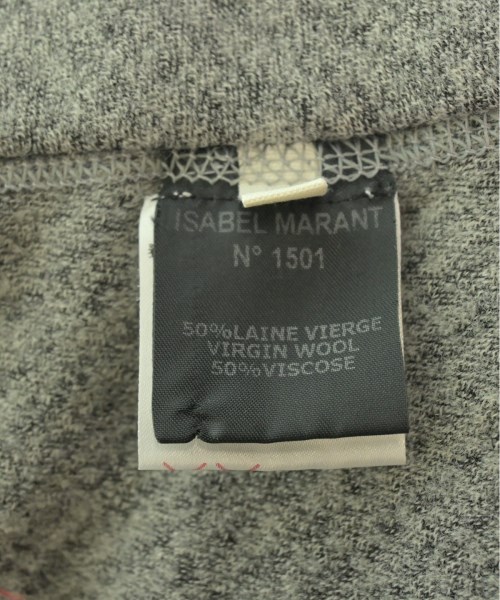 ISABEL MARANT
N° 1501
50%LAINE VIERGE
VIRGIN WOOL
50%VISCOSE